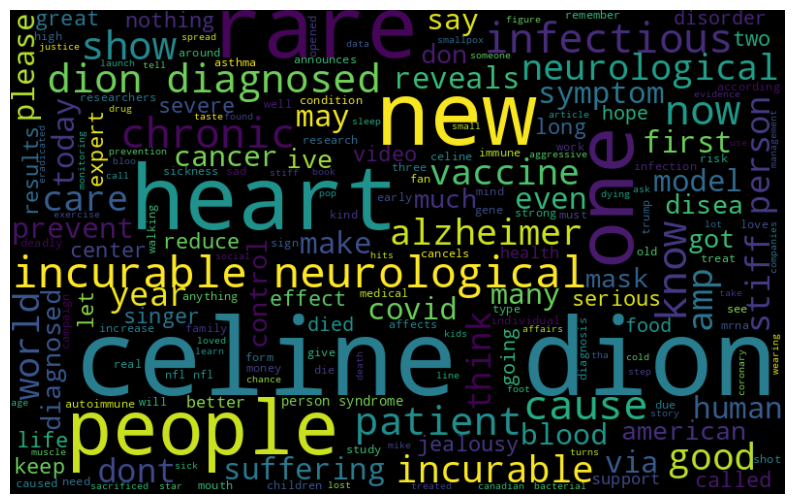 rare
new
heart
one
celine dion
people
incurable neurological
dion diagnosed
infectious
neurological
chronic
show
say
please
great
nothing
today
expert
severe
cancer
ive
may
don
reveals
symptom
now
two
disorder
first
hope
long
video
vaccine
even
model
disea
stiff person
know
got
amp
mask
serious
many
alzheimer
much
make
care
prevent
center
reduce
year
world
diagnosed
let
singer
control
effect
covid
died
think
going
food
human
american
cause
patient
blood
good
via
called
support
jealousy
incurable
suffering
dont
life
keep
better
person syndrome
results
high
justice
spread
around
opened
data
figure
smallpox
remember
someone
launch
tell
asthma
announces
researchers
drug
taste
found
well
condition
research
sleep
small
article
according
evidence
use
management
eradicated
monitoring
prevention
call
bloo
sickness
sad
stiff
book
three
celine
immune
aggressive
work
infection
risk
exercise
deadly
walking
pop
fan
early
mind
gene
strong
must
dying
ask
trump
lot
love
companies
kind
sign
hits
cancels
health
old
treat
social
medical
affects
type
individual
affairs
see
mrna
take
anything
campaign
increase
family
loved
learn
kids
real
nfl nfl
form
money
chance
give
die
death
line
diagnosis
tha
cold
step
foot
coronary
wearing
age
autoimmune
will
muscle
study
mike
turns
due
story
shot
caused
need
sick
sacrificed
star
mouth
children
lost
treated
canadian
bacterial